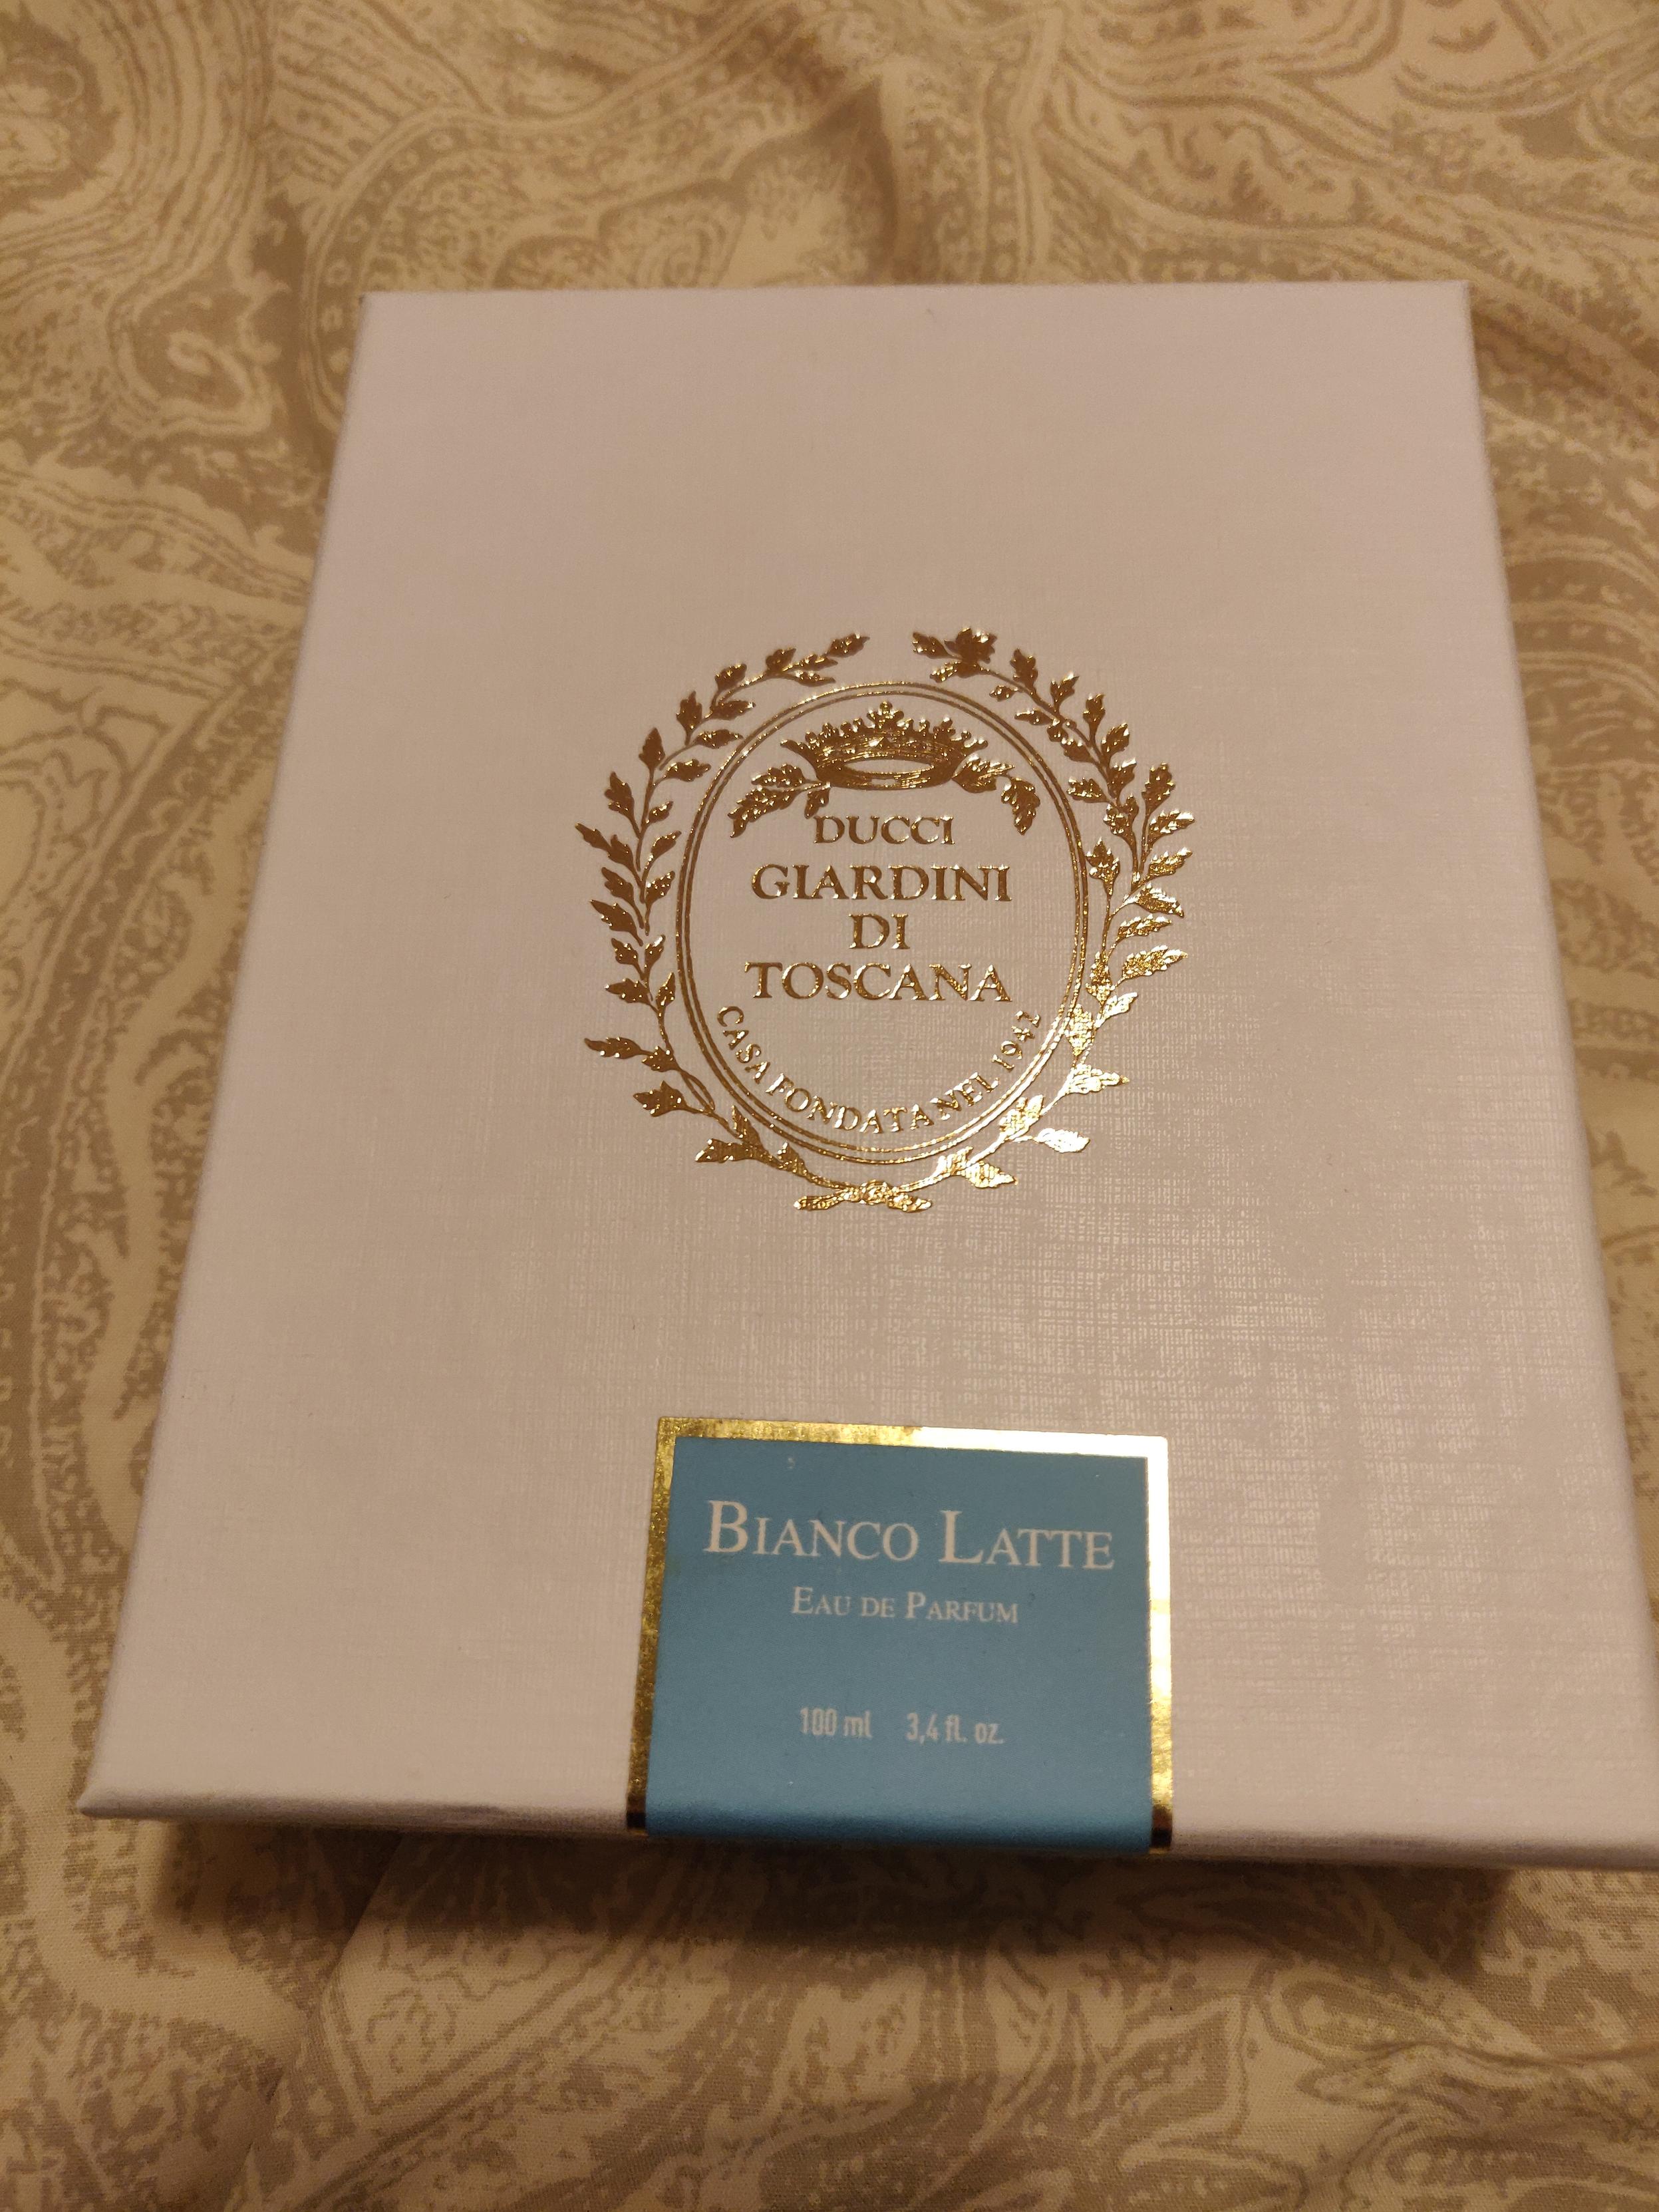 DUCCI
GIARDINI
DI
TOSCANA
CASA FONDATA NEL 1942
BIANCO LATTE
EAU DE PARFUM
100 ml 3,4 fl. oz.